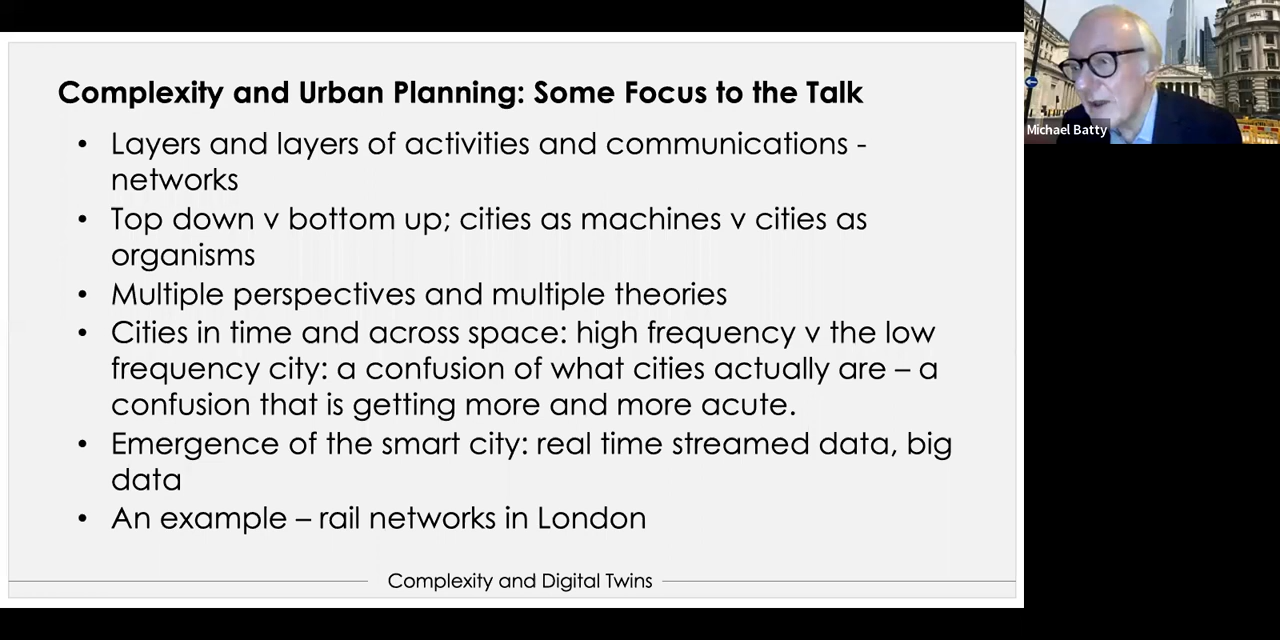 Complexity and Urban Planning: Some Focus to the Talk
• Layers and layers of activities and communications -
networks
• Top down v bottom up; cities as machines v cities as
organisms
• Multiple perspectives and multiple theories
• Cities in time and across space: high frequency v the low
frequency city: a confusion of what cities actually are – a
confusion that is getting more and more acute.
• Emergence of the smart city: real time streamed data, big
data
• An example – rail networks in London
Complexity and Digital Twins
Michael Batty